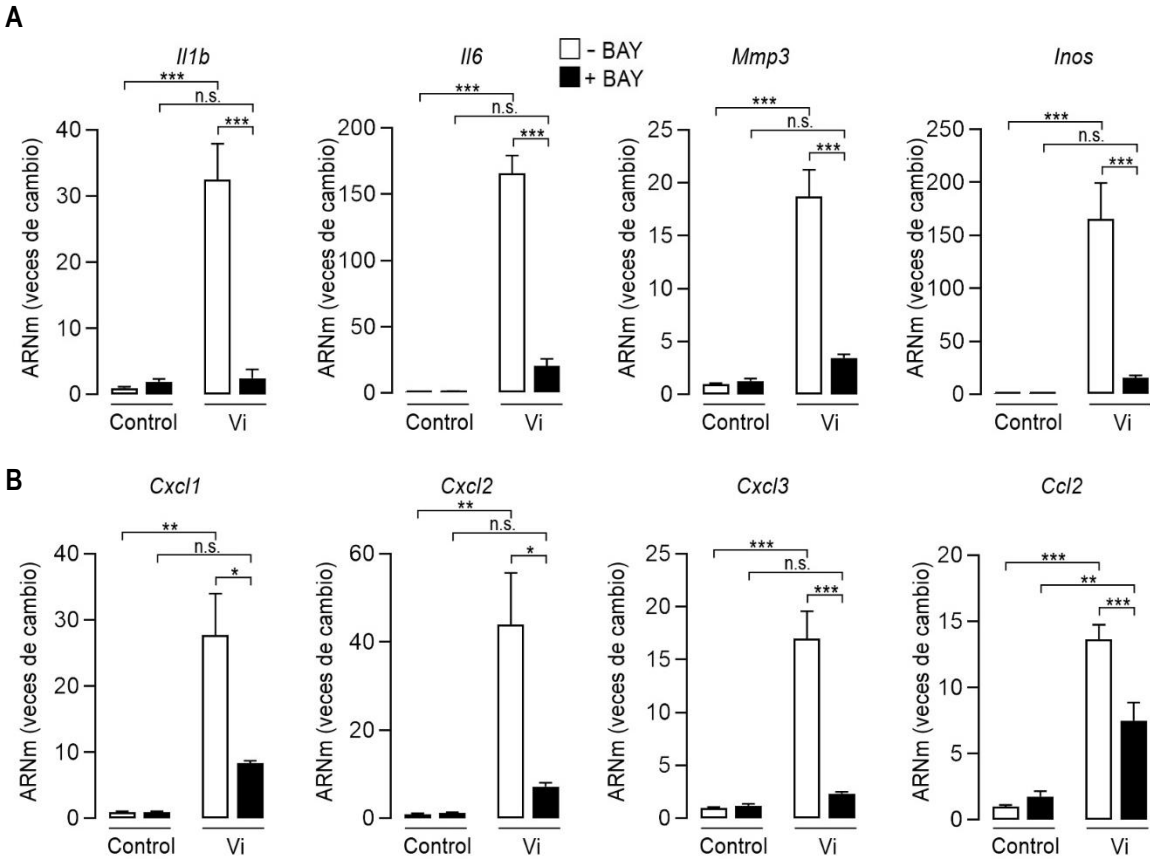 A
Il1b
Il6
- BAY
+ BAY
Mmp3
Inos
***
n.s.
***
***
n.s.
***
***
n.s.
***
***
n.s.
***
ARNm (veces de cambio)
40
30
20
10
0
Control
Vi
ARNm (veces de cambio)
200
150
100
50
0
Control
Vi
ARNm (veces de cambio)
25
20
15
10
5
0
Control
Vi
ARNm (veces de cambio)
250
200
150
100
50
0
Control
Vi
B
Cxcl1
Cxcl2
Cxcl3
Ccl2
**
n.s.
*
**
n.s.
*
***
n.s.
***
***
**
***
ARNm (veces de cambio)
40
30
20
10
0
Control
Vi
ARNm (veces de cambio)
60
40
20
0
Control
Vi
ARNm (veces de cambio)
25
20
15
10
5
0
Control
Vi
ARNm (veces de cambio)
20
15
10
5
0
Control
Vi